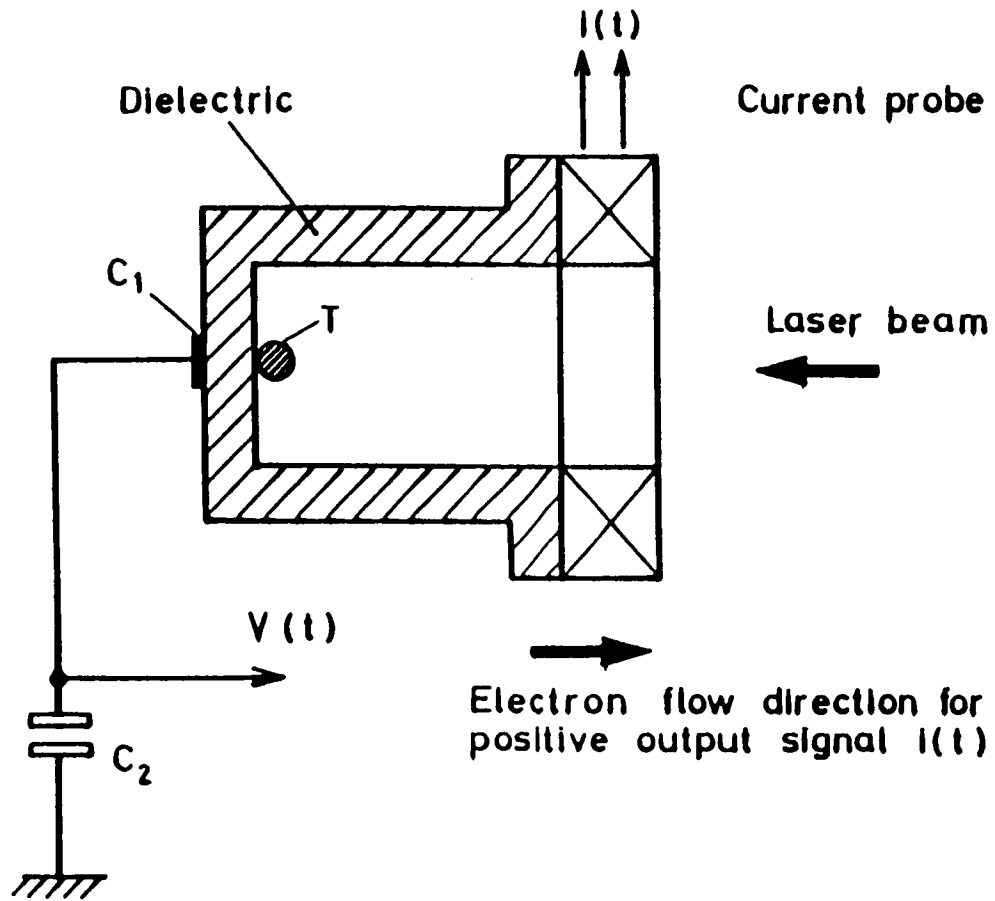 i(t)
Dielectric
Current probe
C1
T
Laser beam
V(t)
Electron flow direction for
positive output signal i(t)
C2